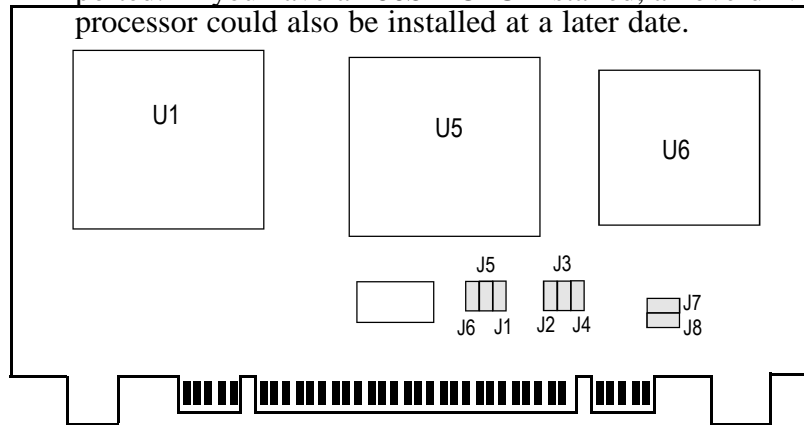 processor could also be installed at a later date.
U1
U5
U6
J5
J3
J6 J1
J2 J4
J7
J8